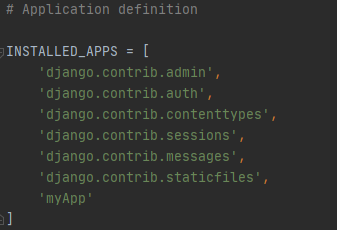 # Application definition
INSTALLED_APPS = [
    'django.contrib.admin',
    'django.contrib.auth',
    'django.contrib.contenttypes',
    'django.contrib.sessions',
    'django.contrib.messages',
    'django.contrib.staticfiles',
    'myApp'
]